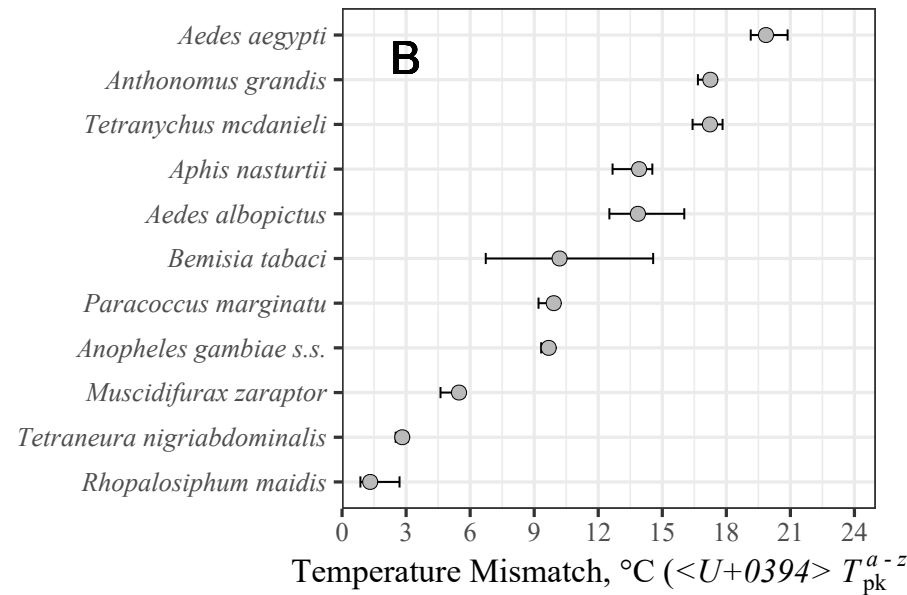 Aedes aegypti
B
Anthonomus grandis
Tetranychus mcdanieli
Aphis nasturtii
Aedes albopictus
Bemisia tabaci
Paracoccus marginatu
Anopheles gambiae s.s.
Muscidifurax zaraptor
Tetraneura nigriabdominalis
Rhopalosiphum maidis
0 3 6 9 12 15 18 21 24
Temperature Mismatch, °C (<U+0394> T a - z pk